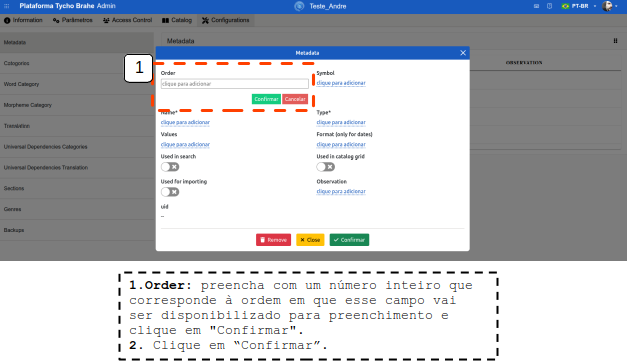 Plataforma Tycho Brahe Admin
Teste_Andre
PT-BR
Information
Parâmetros
Access Control
Catalog
Configurations
Metadata
Categories
Word Category
Morpheme Category
Translation
Universal Dependencies Categories
Universal Dependencies Translation
Sections
Genres
Backups
Metadata
OBSERVATION
1
Metadata
Order
clique para adicionar
Confirmar Cancelar
Symbol
clique para adicionar
Name*
clique para adicionar
Type*
clique para adicionar
Values
clique para adicionar
Format (only for dates)
clique para adicionar
Used in search
Used in catalog grid
Used for importing
Observation
clique para adicionar
uid
--
Remove
Close
Confirmar
1.Order: preencha com um número inteiro que
corresponde à ordem em que esse campo vai
ser disponibilizado para preenchimento e
clique em "Confirmar".
2. Clique em “Confirmar”.